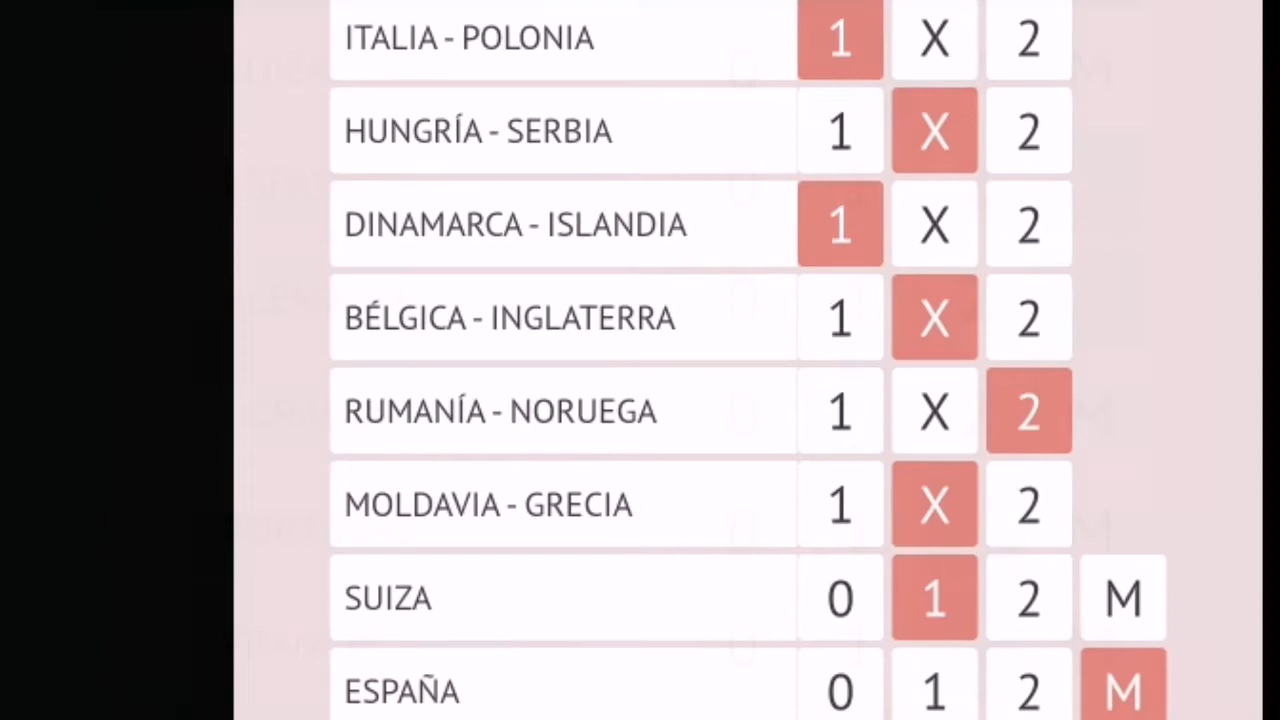 ITALIA - POLONIA 1 X 2
HUNGRÍA - SERBIA 1 X 2
DINAMARCA - ISLANDIA 1 X 2
BÉLGICA - INGLATERRA 1 X 2
RUMANÍA - NORUEGA 1 X 2
MOLDAVIA - GRECIA 1 X 2
SUIZA 0 1 2 M
ESPAÑA 0 1 2 M